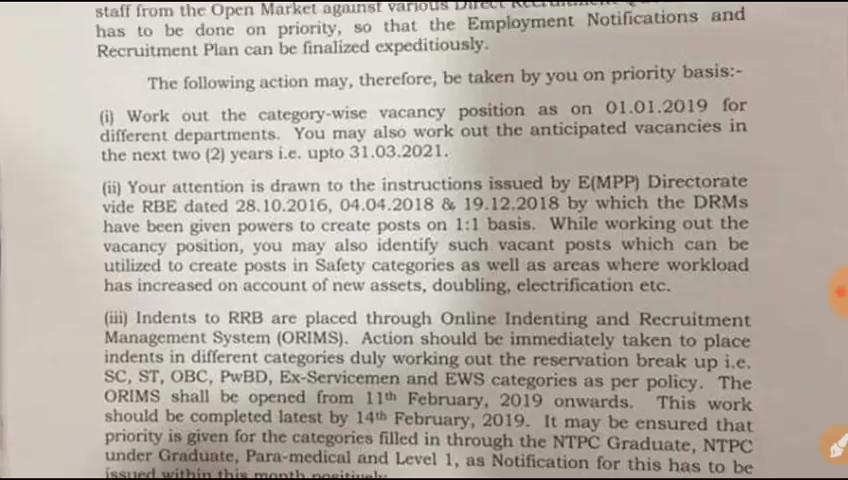 staff from the Open Market against various Direct
has to be done on priority, so that the Employment Notifications and
Recruitment Plan can be finalized expeditiously.
The following action may, therefore, be taken by you on priority basis:-
(i) Work out the category-wise vacancy position as on 01.01.2019 for
different departments. You may also work out the anticipated vacancies in
the next two (2) years i.e. upto 31.03.2021.
(ii) Your attention is drawn to the instructions issued by E(MPP) Directorate
vide RBE dated 28.10.2016, 04.04.2018 & 19.12.2018 by which the DRMs
have been given powers to create posts on 1:1 basis. While working out the
vacancy position, you may also identify such vacant posts which can be
utilized to create posts in Safety categories as well as areas where workload
has increased on account of new assets, doubling, electrification etc.
(iii) Indents to RRB are placed through Online Indenting and Recruitment
Management System (ORIMS). Action should be immediately taken to place
indents in different categories duly working out the reservation break up i.e.
SC, ST, OBC, PwBD, Ex-Servicemen and EWS categories as per policy. The
ORIMS shall be opened from 11th February, 2019 onwards. This work
should be completed latest by 14th February, 2019. It may be ensured that
priority is given for the categories filled in through the NTPC Graduate, NTPC
under Graduate, Para-medical and Level 1, as Notification for this has to be
issued within this month positively.